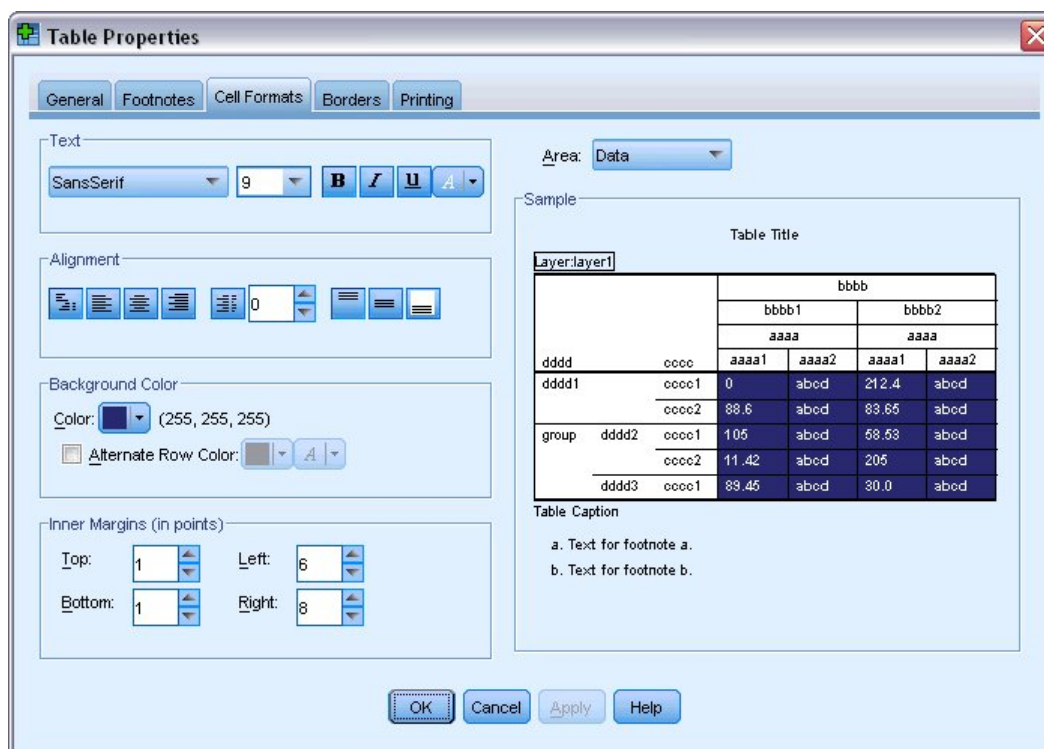 Table Properties
General Footnotes Cell Formats Borders Printing
Text
SansSerif 9 B I U A
Alignment
0
Background Color
Color: (255, 255, 255)
Alternate Row Color: A
Inner Margins (in points)
Top: 1 Left: 6
Bottom: 1 Right: 8
Area: Data
Sample
Table Title
Layer:layer1
bbbb
bbbb1 bbbb2
aaaa aaaa
dddd cccc aaaa1 aaaa2 aaaa1 aaaa2
dddd1 cccc1 0 abcd 212.4 abcd
cccc2 88.6 abcd 83.65 abcd
group dddd2 cccc1 105 abcd 58.53 abcd
cccc2 11.42 abcd 205 abcd
dddd3 cccc1 89.45 abcd 30.0 abcd
Table Caption
a. Text for footnote a.
b. Text for footnote b.
OK Cancel Apply Help